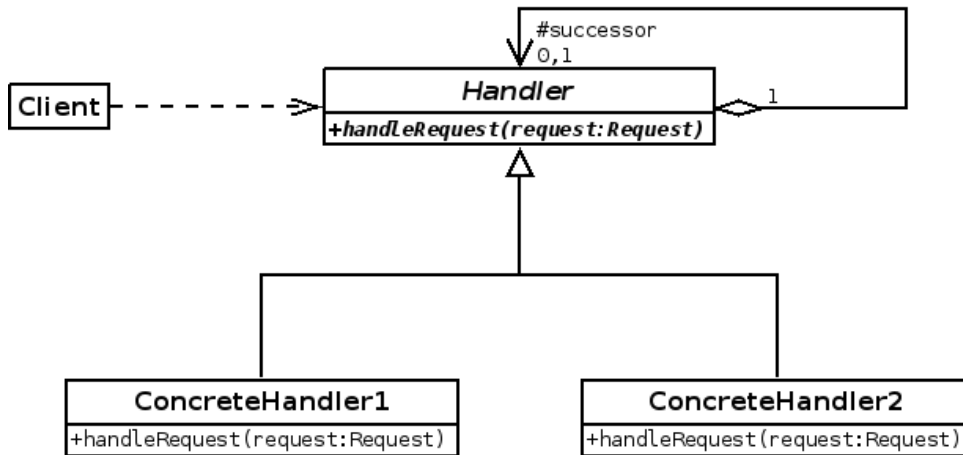 #successor
0,1
Client
Handler
1
+handleRequest(request:Request)
ConcreteHandler1
+handleRequest(request:Request)
ConcreteHandler2
+handleRequest(request:Request)